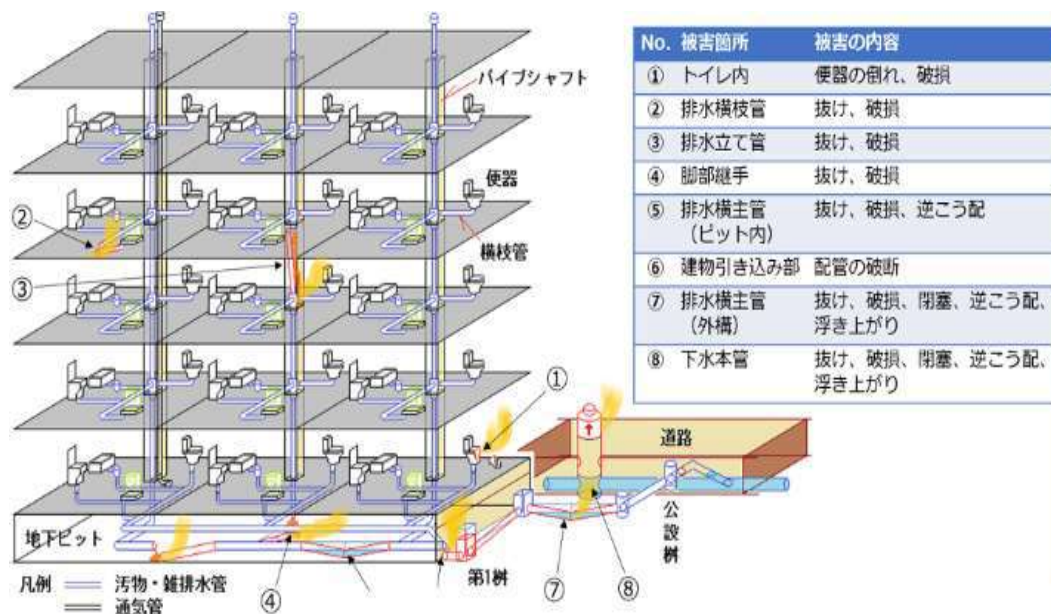 パイプシャフト
便器
②
横枝管
③
①
道路
公設桝
地下ピット
第1桝
④
⑦
⑧
凡例
汚物・雑排水管
通気管
No. 被害箇所 被害の内容
① トイレ内 便器の倒れ、破損
② 排水横枝管 抜け、破損
③ 排水立て管 抜け、破損
④ 脚部継手 抜け、破損
⑤ 排水横主管 抜け、破損、逆こう配
（ピット内）
⑥ 建物引き込み部 配管の破断
⑦ 排水横主管 抜け、破損、閉塞、逆こう配、
（外構） 浮き上がり
⑧ 下水本管 抜け、破損、閉塞、逆こう配、
浮き上がり